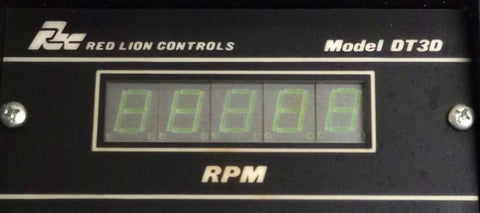 RLC RED LION CONTROLS Model DT3D
RPM